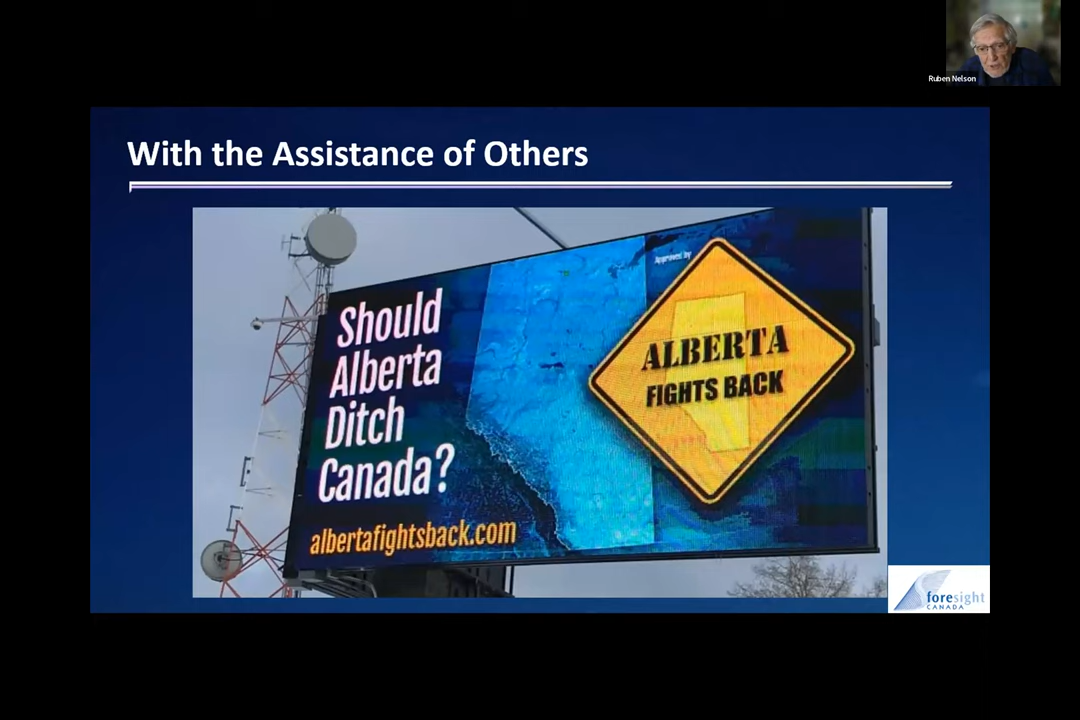 Ruben Nelson
With the Assistance of Others
Should
Alberta
Ditch
Canada?
albertafightsback.com
Approved by
ALBERTA
FIGHTS BACK
foresight
CANADA